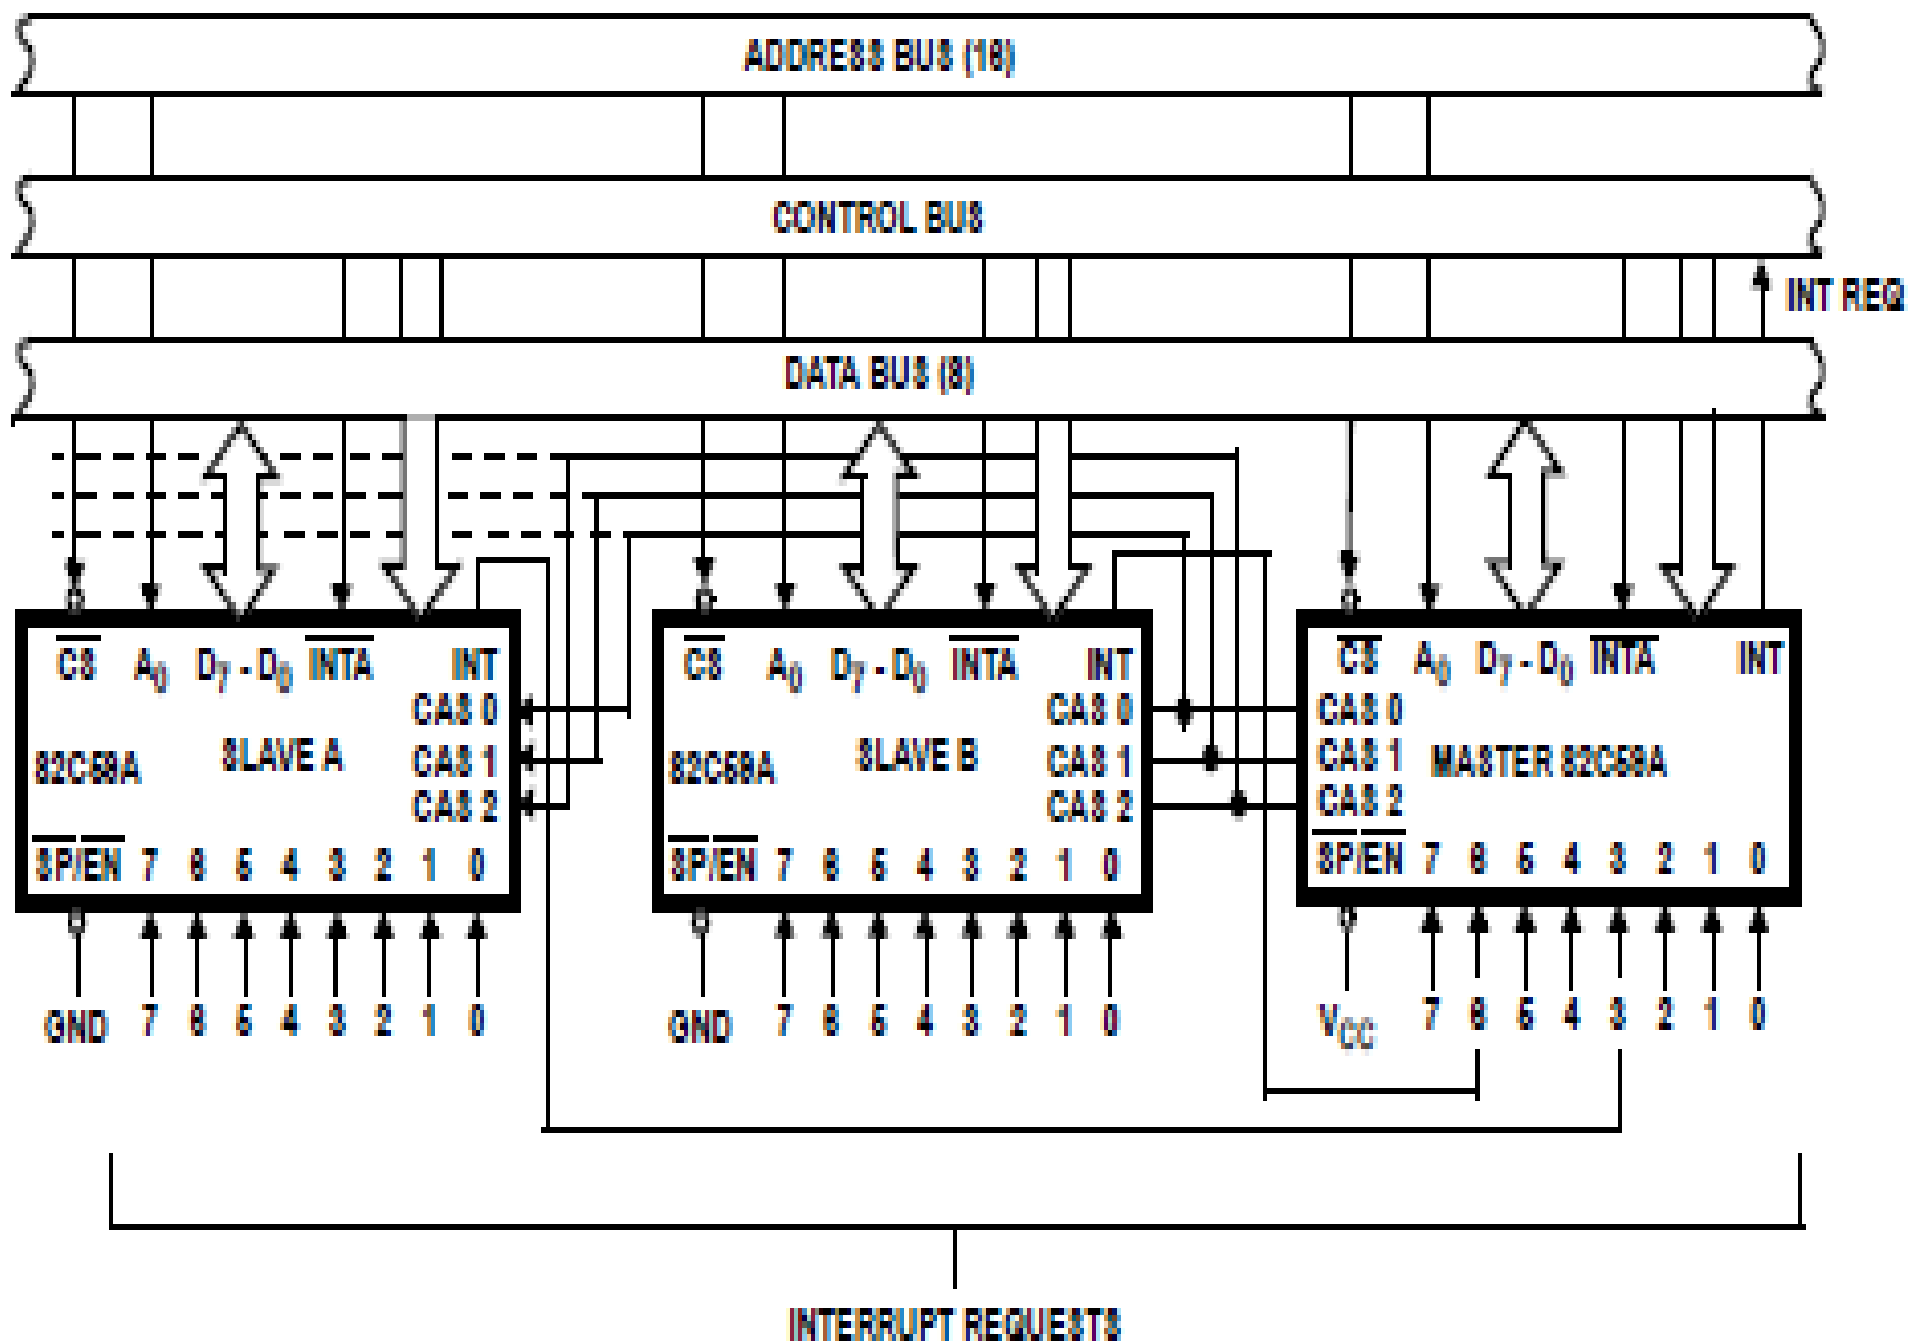 ADDRESS BUS (16)
CONTROL BUS
INT REQ
DATA BUS (8)
CS A0 D7 - D0 INTA INT
CAS 0
CAS 1
CAS 2
82C59A SLAVE A
SP/EN 7 6 5 4 3 2 1 0
GND 7 6 5 4 3 2 1 0
CS A0 D7 - D0 INTA INT
CAS 0
CAS 1
CAS 2
82C59A SLAVE B
SP/EN 7 6 5 4 3 2 1 0
GND 7 6 5 4 3 2 1 0
CS A0 D7 - D0 INTA INT
CAS 0
CAS 1
CAS 2
MASTER 82C59A
SP/EN 7 6 5 4 3 2 1 0
VCC 7 6 5 4 3 2 1 0
INTERRUPT REQUESTS